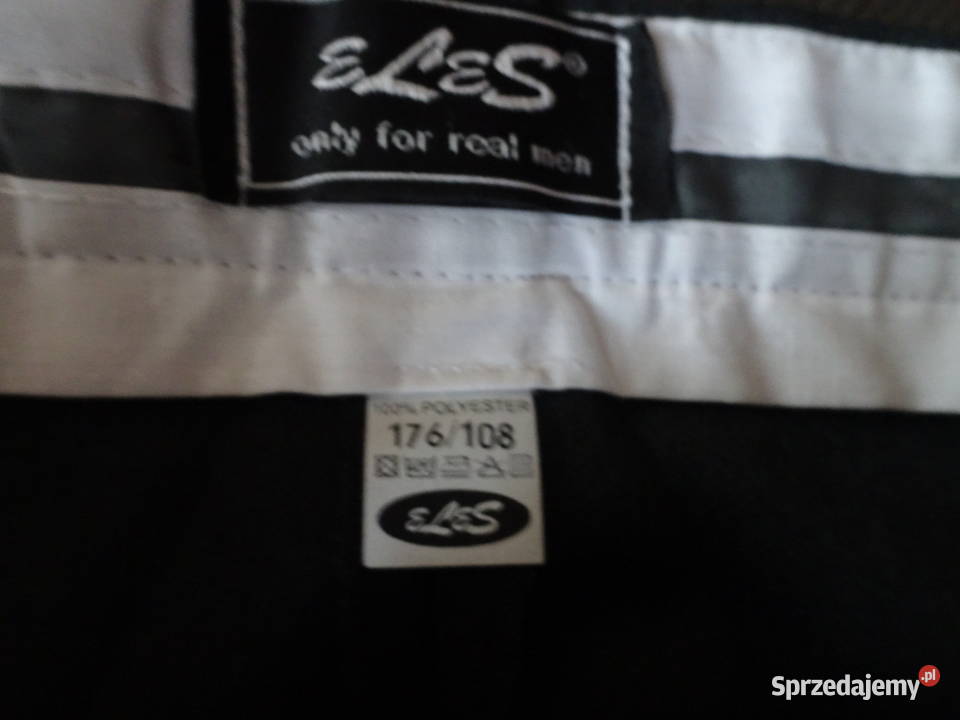 ELES®
only for real men
100% POLYESTER
176/108
ELES
Sprzedajemy.pl